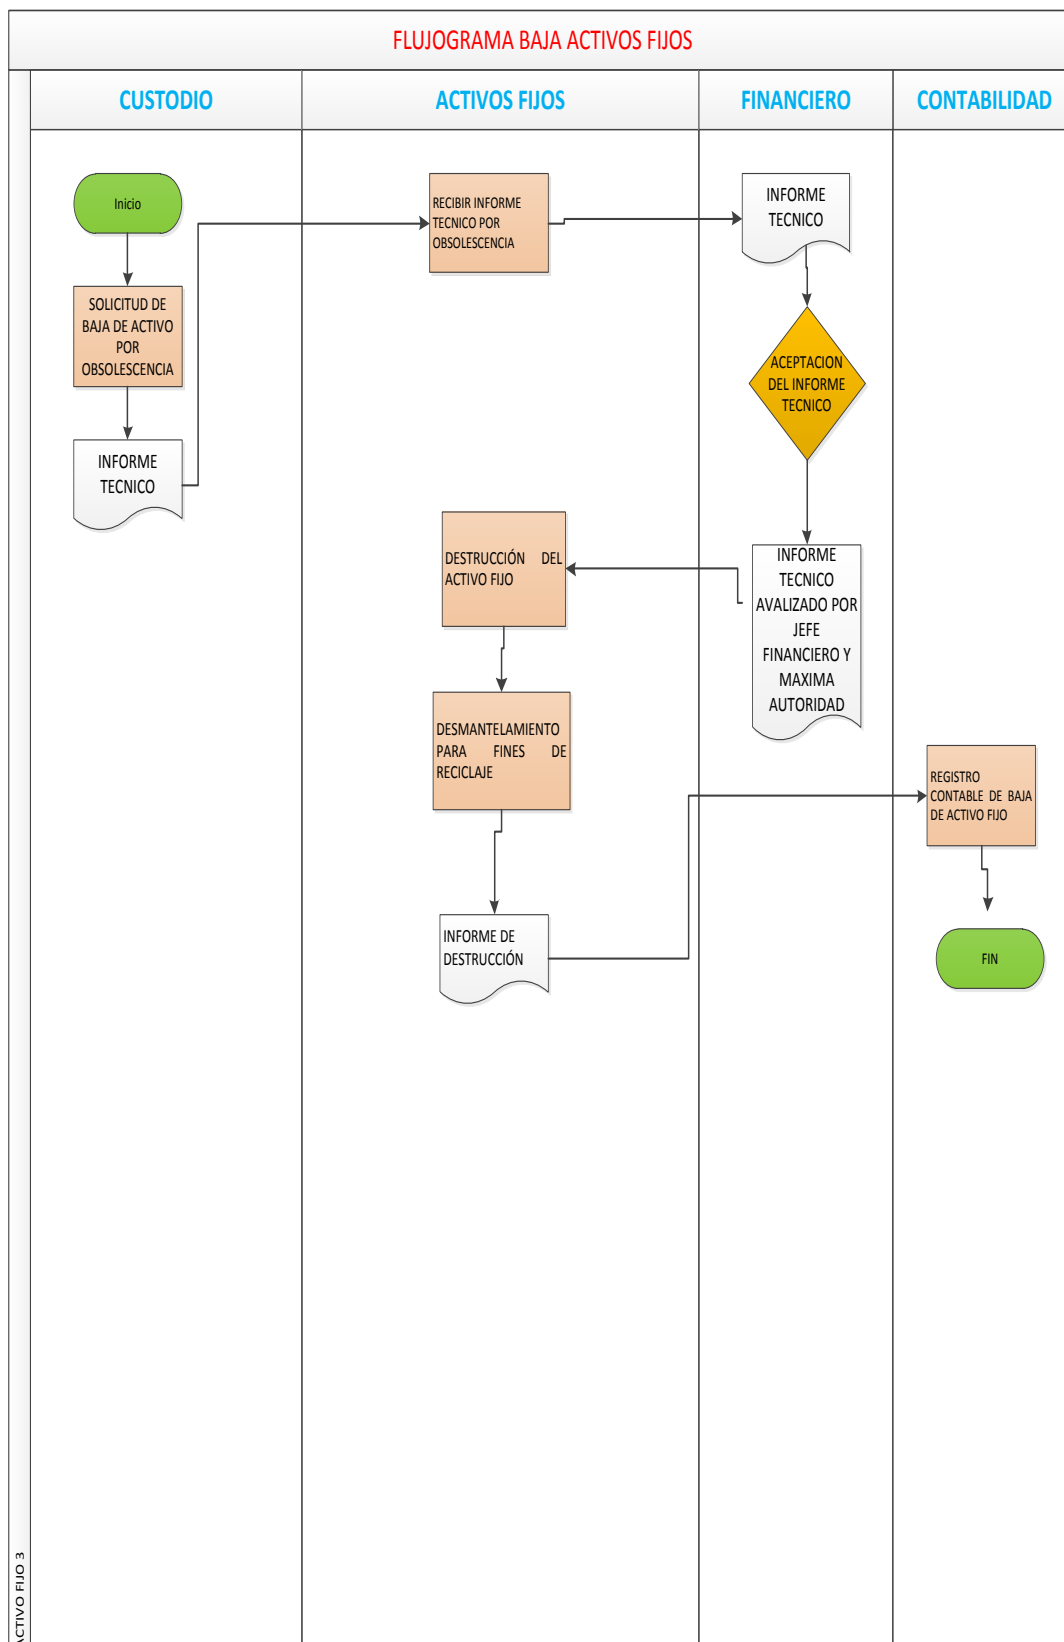 FLUJOGRAMA BAJA ACTIVOS FIJOS
CUSTODIO
ACTIVOS FIJOS
FINANCIERO
CONTABILIDAD
Inicio
SOLICITUD DE
BAJA DE ACTIVO
POR
OBSOLESCENCIA
INFORME
TECNICO
RECIBIR INFORME
TECNICO POR
OBSOLESCENCIA
INFORME
TECNICO
ACEPTACION
DEL INFORME
TECNICO
INFORME
TECNICO
AVALIZADO POR
JEFE
FINANCIERO Y
MAXIMA
AUTORIDAD
DESTRUCCIÓN DEL
ACTIVO FIJO
DESMANTELAMIENTO
PARA FINES DE
RECICLAJE
INFORME DE
DESTRUCCIÓN
REGISTRO
CONTABLE DE BAJA
DE ACTIVO FIJO
FIN
ACTIVO FIJO 3